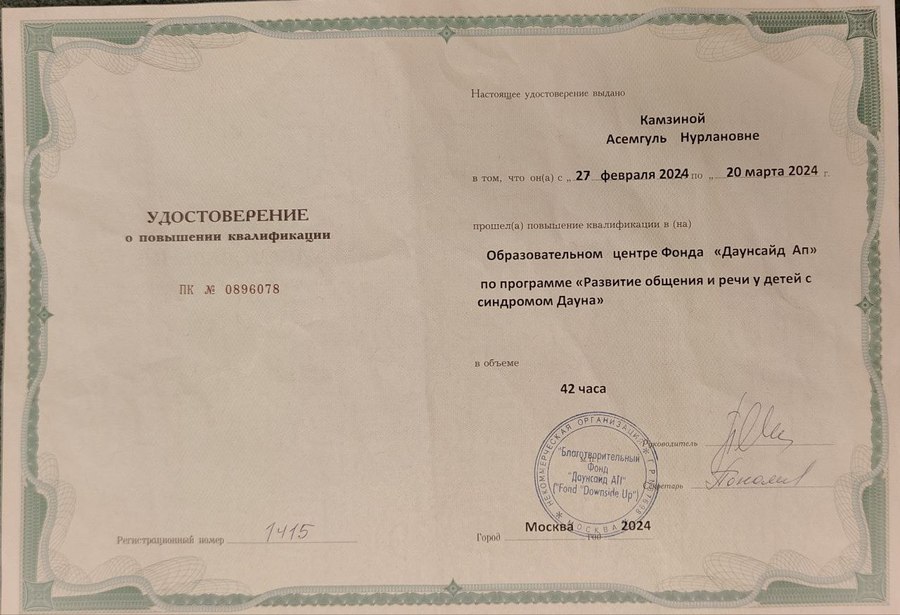 УДОСТОВЕРЕНИЕ
о повышении квалификации
ПК № 0896078
Регистрационный номер 1415
Настоящее удостоверение выдано
Камзиной
Асемгуль Нурлановне
в том, что он(а) с „ 27 февраля 2024 по „ 20 марта 2024 г.
прошел(а) повышение квалификации в (на)
Образовательном центре Фонда «Даунсайд Ап»
по программе «Развитие общения и речи у детей с
синдромом Дауна»
в объеме
42 часа
Руководитель
Секретарь
НЕКОММЕРЧЕСКАЯ ОРГАНИЗАЦИЯ
"Благотворительный
Фонд
"Даунсайд АП"
("Fond "Downside Up")
МОСКВА
Город Москва год 2024